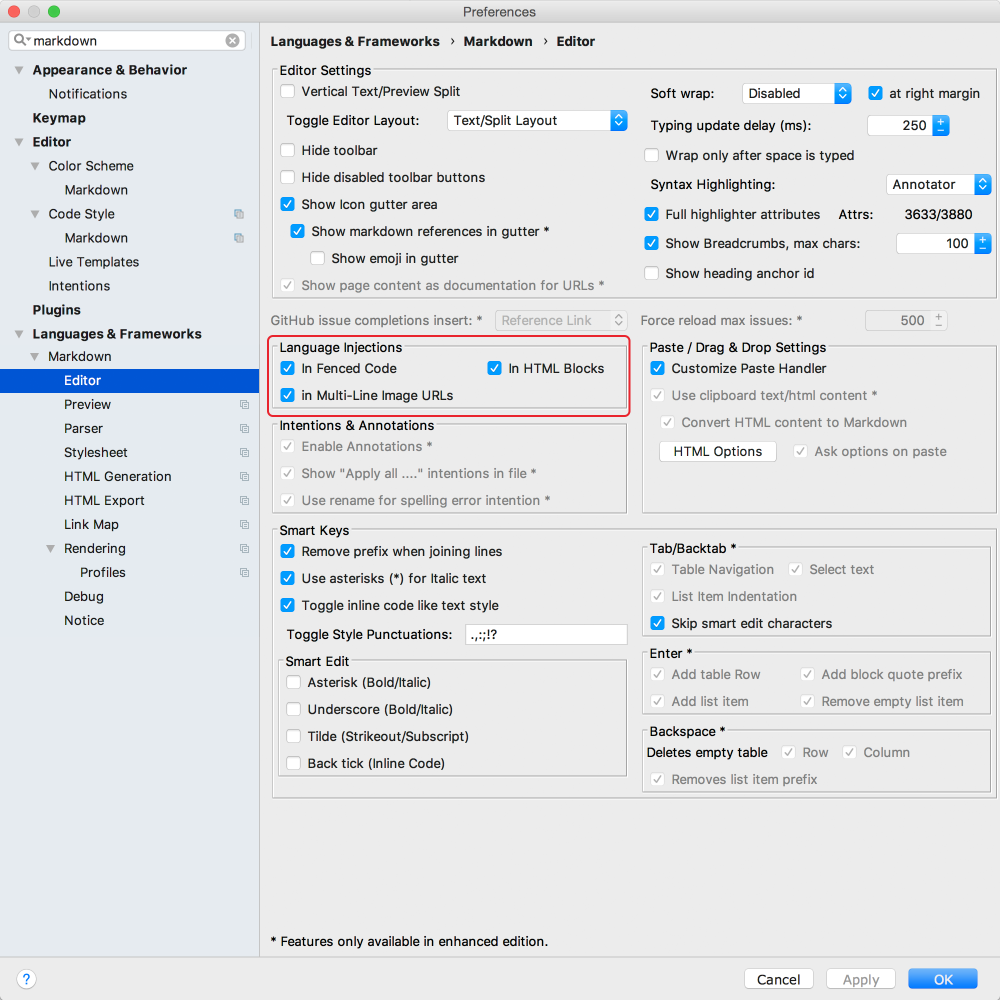 Preferences
markdown
Appearance & Behavior
Notifications
Keymap
Editor
Color Scheme
Markdown
Code Style
Markdown
Live Templates
Intentions
Plugins
Languages & Frameworks
Markdown
Editor
Preview
Parser
Stylesheet
HTML Generation
HTML Export
Link Map
Rendering
Profiles
Debug
Notice
Languages & Frameworks › Markdown › Editor
Editor Settings
Vertical Text/Preview Split
Toggle Editor Layout: Text/Split Layout
Hide toolbar
Hide disabled toolbar buttons
Show Icon gutter area
Show markdown references in gutter *
Show emoji in gutter
Show page content as documentation for URLs *
Soft wrap: Disabled at right margin
Typing update delay (ms): 250
Wrap only after space is typed
Syntax Highlighting: Annotator
Full highlighter attributes Attrs: 3633/3880
Show Breadcrumbs, max chars: 100
Show heading anchor id
GitHub issue completions insert: * Reference Link Force reload max issues: * 500
Language Injections
In Fenced Code In HTML Blocks
in Multi-Line Image URLs
Intentions & Annotations
Enable Annotations *
Show "Apply all ...." intentions in file *
Use rename for spelling error intention *
Paste / Drag & Drop Settings
Customize Paste Handler
Use clipboard text/html content *
Convert HTML content to Markdown
HTML Options Ask options on paste
Smart Keys
Remove prefix when joining lines
Use asterisks (*) for Italic text
Toggle inline code like text style
Toggle Style Punctuations: .,:;!?
Smart Edit
Asterisk (Bold/Italic)
Underscore (Bold/Italic)
Tilde (Strikeout/Subscript)
Back tick (Inline Code)
Tab/Backtab *
Table Navigation Select text
List Item Indentation
Skip smart edit characters
Enter *
Add table Row Add block quote prefix
Add list item Remove empty list item
Backspace *
Deletes empty table Row Column
Removes list item prefix
* Features only available in enhanced edition.
? Cancel Apply OK